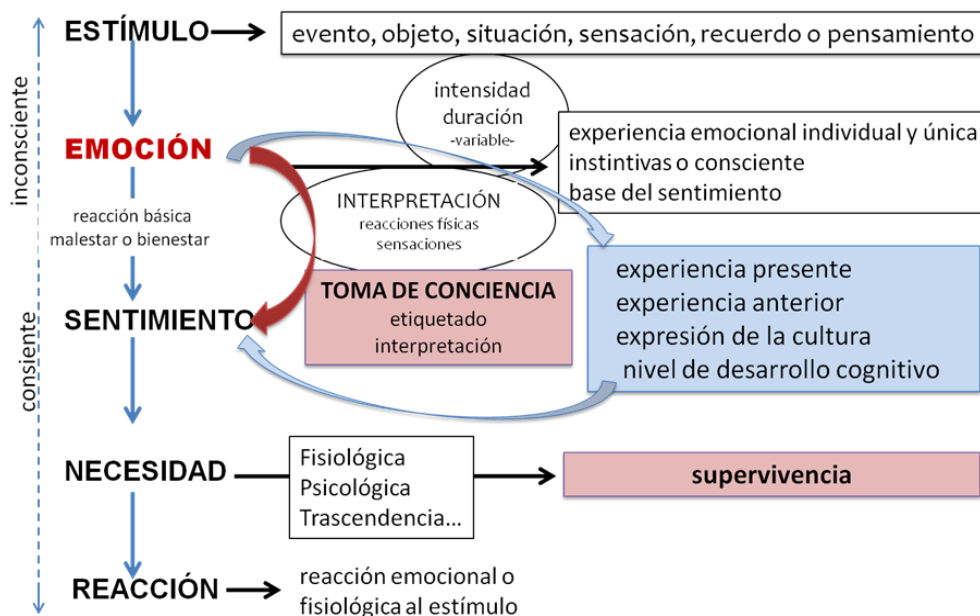 ESTÍMULO
evento, objeto, situación, sensación, recuerdo o pensamiento
inconsciente
intensidad
duración
-variable-
EMOCIÓN
experiencia emocional individual y única
instintivas o consciente
base del sentimiento
INTERPRETACIÓN
reacciones físicas
sensaciones
reacción básica
malestar o bienestar
experiencia presente
experiencia anterior
expresión de la cultura
nivel de desarrollo cognitivo
TOMA DE CONCIENCIA
etiquetado
interpretación
SENTIMIENTO
consiente
NECESIDAD
Fisiológica
Psicológica
Trascendencia...
supervivencia
REACCIÓN
reacción emocional o
fisiológica al estímulo